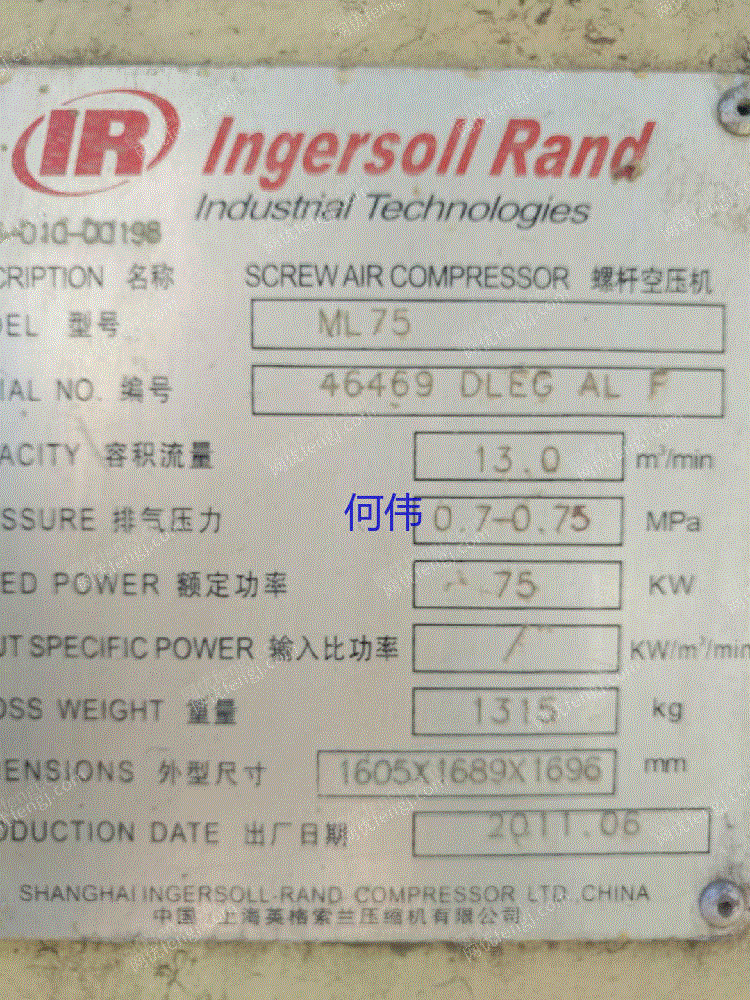 IR Ingersoll Rand
Industrial Technologies
-010-00198
CRIPTION 名称 SCREW AIR COMPRESSOR 螺杆空压机
EL 型号 ML75
IAL NO. 编号 46469 DLEG AL F
ACITY 容积流量 13.0 m³/min
SSURE 排气压力 何伟 0.7-0.75 MPa
ED POWER 额定功率 75 KW
UT SPECIFIC POWER 输入比功率 / KW/m³/min
OSS WEIGHT 重量 1315 kg
ENSIONS 外型尺寸 1605X1689X1696 mm
ODUCTION DATE 出厂日期 2011.06
SHANGHAI INGERSOLL-RAND COMPRESSOR LTD.,CHINA
中国 上海英格索兰压缩机有限公司